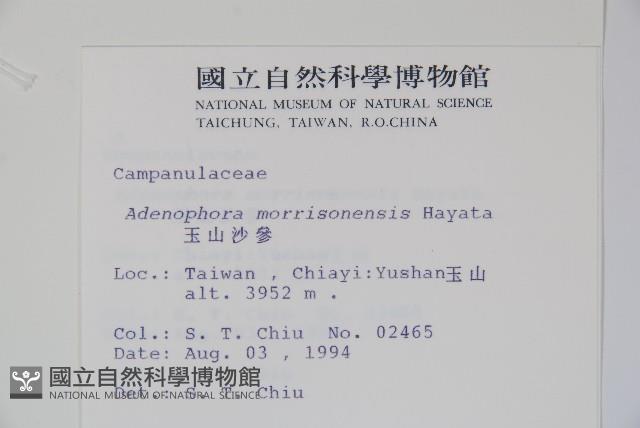 國立自然科學博物館
NATIONAL MUSEUM OF NATURAL SCIENCE
TAICHUNG, TAIWAN, R.O.CHINA
Campanulaceae
Adenophora morrisonensis Hayata
玉山沙參
Loc.: Taiwan , Chiayi:Yushan玉山
alt. 3952 m .
Col.: S. T. Chiu No. 02465
Date: Aug. 03 , 1994
Det.: S. T. Chiu
國立自然科學博物館
NATIONAL MUSEUM OF NATURAL SCIENCE